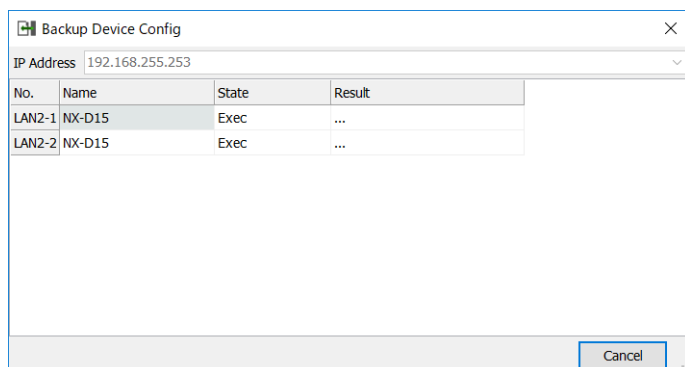 Backup Device Config
IP Address 192.168.255.253
No. Name State Result
LAN2-1 NX-D15 Exec ...
LAN2-2 NX-D15 Exec ...
Cancel